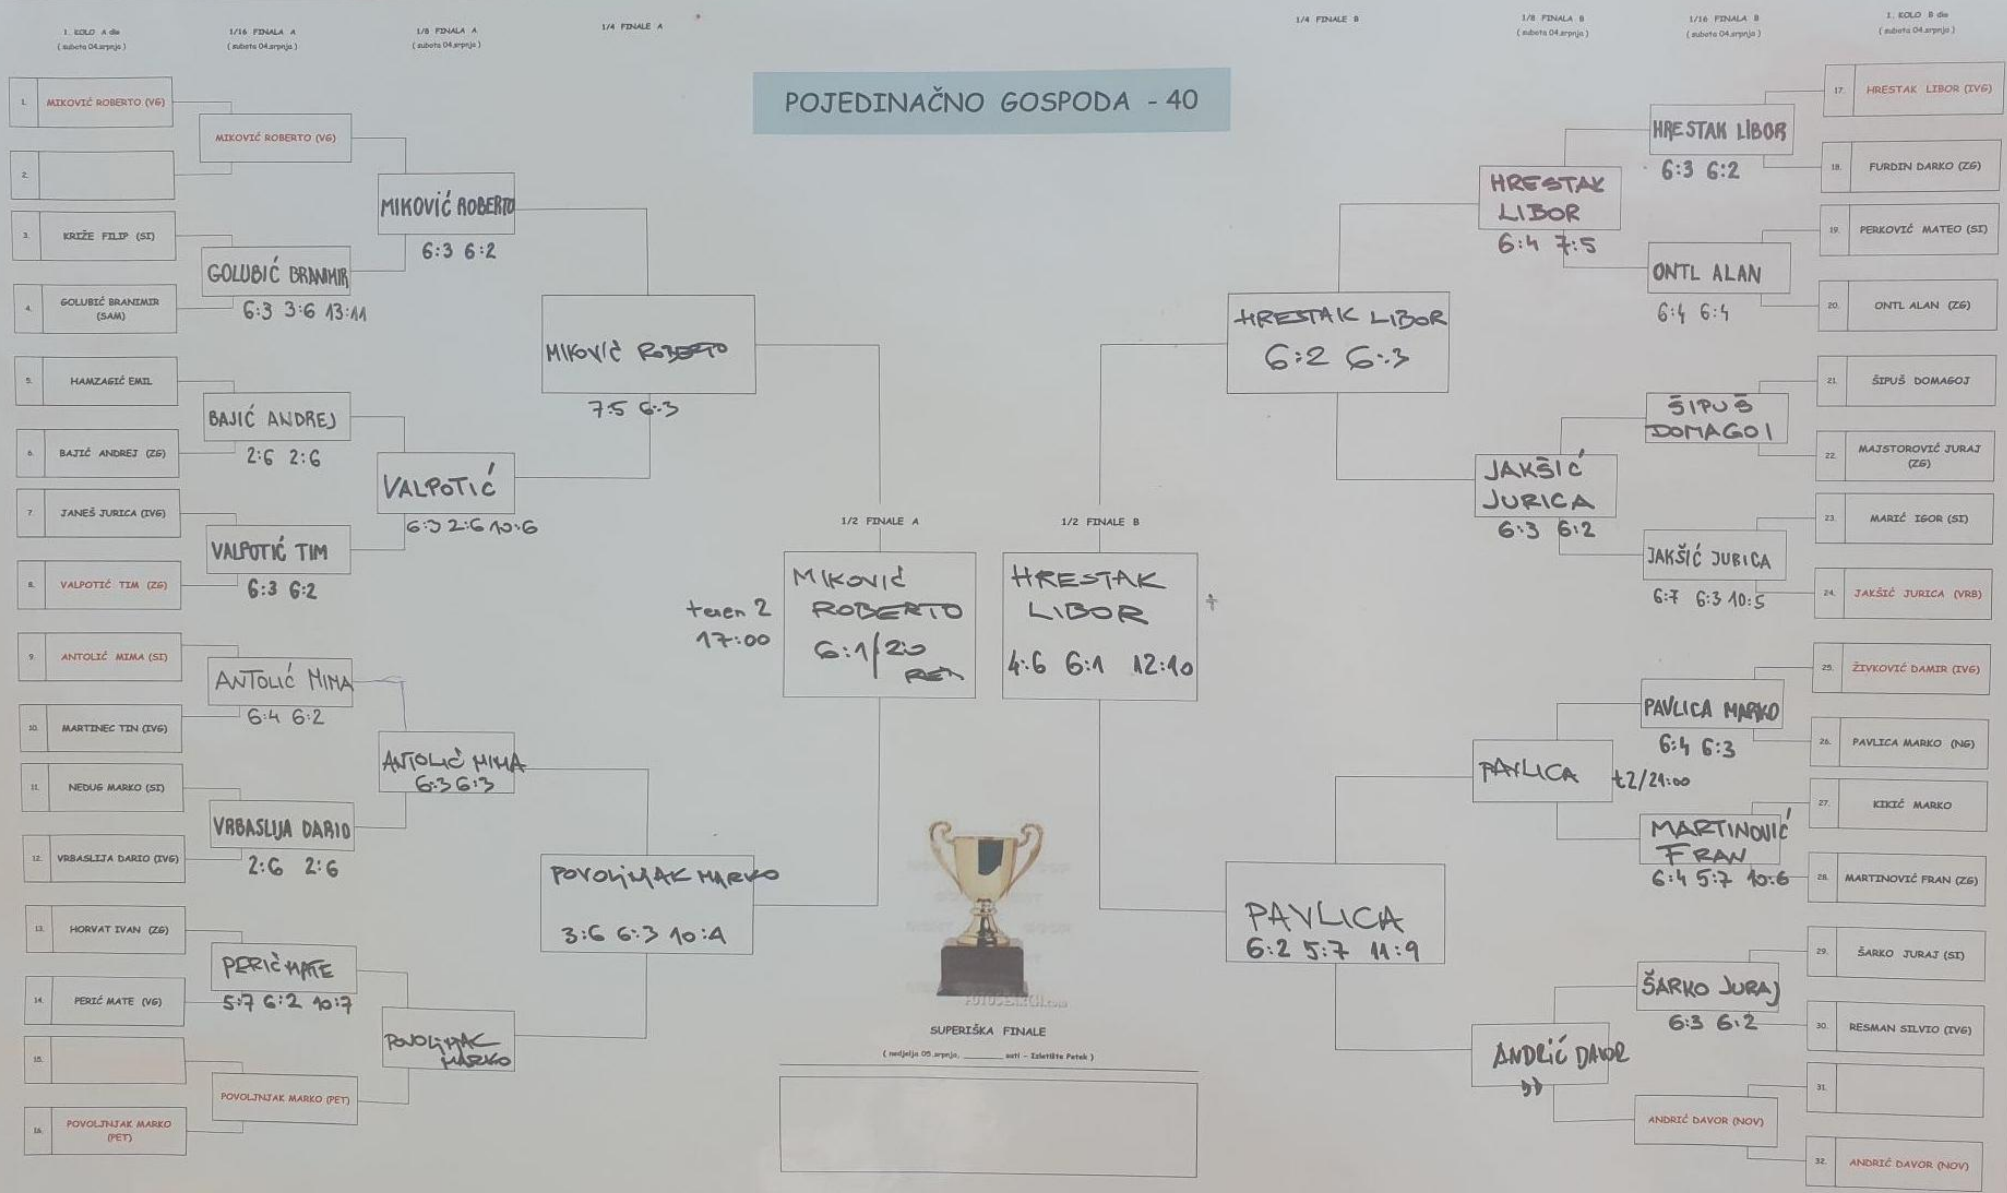 1. KOLO A dio
( subota 04.srpnja )
1/16 FINALA A
( subota 04.srpnja )
1/8 FINALA A
( subota 04.srpnja )
1/4 FINALE A
1/4 FINALE B
1/8 FINALA B
( subota 04.srpnja )
1/16 FINALA B
( subota 04.srpnja )
1. KOLO B dio
( subota 04.srpnja )
POJEDINAČNO GOSPODA - 40
1. MIKOVIĆ ROBERTO (VG)
2.
3. KRIŽE FILIP (SI)
4. GOLUBIĆ BRANIMIR
(SAM)
5. HAMZAGIĆ EMIL
6. BAJIĆ ANDREJ (ZG)
7. JANEŠ JURICA (IVG)
8. VALPOTIĆ TIM (ZG)
9. ANTOLIĆ MIMA (SI)
10. MARTINEC TIN (IVG)
11. NEDUG MARKO (SI)
12. VRBASLIJA DARIO (IVG)
13. HORVAT IVAN (ZG)
14. PERIĆ MATE (VG)
15.
16. POVOLJNJAK MARKO
(PET)
MIKOVIĆ ROBERTO (VG)
GOLUBIĆ BRANIMIR
6:3 3:6 13:11
BAJIĆ ANDREJ
2:6 2:6
VALPOTIĆ TIM
6:3 6:2
ANTOLIĆ MIMA
6:4 6:2
VRBASLIJA DARIO
2:6 2:6
PERIĆ MATE
5:7 6:2 10:7
POVOLJNJAK MARKO (PET)
MIKOVIĆ ROBERTO
6:3 6:2
VALPOTIĆ
6:3 2:6 10:6
ANTOLIĆ MIMA
6:3 6:3
MARKO
MIKOVIĆ ROBERTO
7:5 6:3
MARKO
3:6 6:3 10:4
1/2 FINALE A
teren 2
17:00
MIKOVIĆ
ROBERTO
6:1/2:0
1/2 FINALE B
HRESTAK
LIBOR
4:6 6:1 12:10
SUPERIŠKA FINALE
( nedjelja 05.srpnja, ________ sati - Izletište Petek )
HRESTAK LIBOR
6:2 6:3
PAVLICA
6:2 5:7 11:9
HRESTAK
LIBOR
6:4 7:5
JAKŠIĆ
JURICA
6:3 6:2
PAVLICA
t2/21:00
ANDRIĆ DAVOR
HRESTAK LIBOR
6:3 6:2
ONTL ALAN
6:4 6:4
ŠIPUŠ
DOMAGOJ
JAKŠIĆ JURICA
6:7 6:3 10:5
PAVLICA MARKO
6:4 6:3
MARTINOVIĆ
FRAN
6:4 5:7 10:6
ŠARKO JURAJ
6:3 6:2
ANDRIĆ DAVOR (NOV)
17. HRESTAK LIBOR (IVG)
18. FURDIN DARKO (ZG)
19. PERKOVIĆ MATEO (SI)
20. ONTL ALAN (ZG)
21. ŠIPUŠ DOMAGOJ
22. MAJSTOROVIĆ JURAJ
(ZG)
23. MARIĆ IGOR (SI)
24. JAKŠIĆ JURICA (VRB)
25. ŽIVKOVIĆ DAMIR (IVG)
26. PAVLICA MARKO (NG)
27. KIKIĆ MARKO
28. MARTINOVIĆ FRAN (ZG)
29. ŠARKO JURAJ (SI)
30. RESMAN SILVIO (IVG)
31.
32. ANDRIĆ DAVOR (NOV)